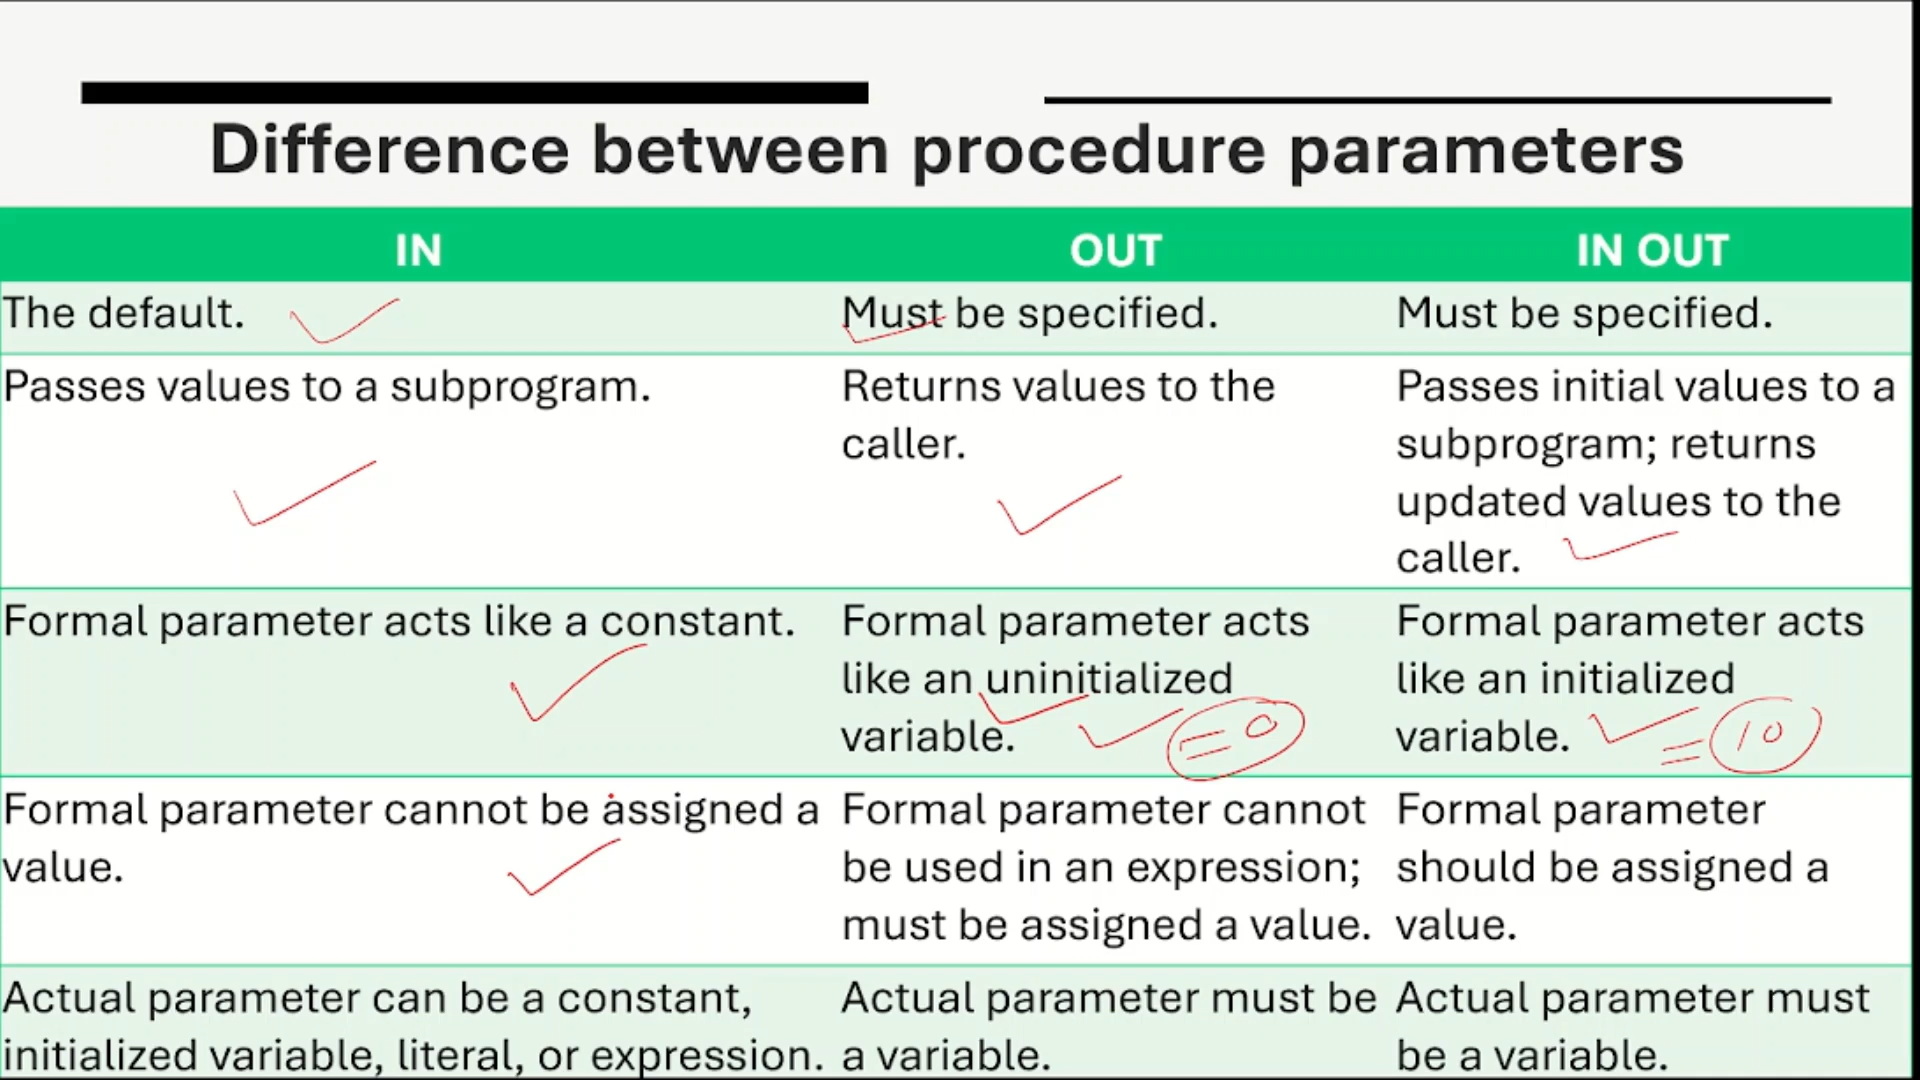 Difference between procedure parameters
IN
OUT
IN OUT
The default.
Must be specified.
Must be specified.
Passes values to a subprogram.
Returns values to the
caller.
Passes initial values to a
subprogram; returns
updated values to the
caller.
Formal parameter acts like a constant.
Formal parameter acts
like an uninitialized
variable.
= 0
Formal parameter acts
like an initialized
variable.
= 10
Formal parameter cannot be assigned a
value.
Formal parameter cannot
be used in an expression;
must be assigned a value.
Formal parameter
should be assigned a
value.
Actual parameter can be a constant,
initialized variable, literal, or expression.
Actual parameter must be
a variable.
Actual parameter must
be a variable.